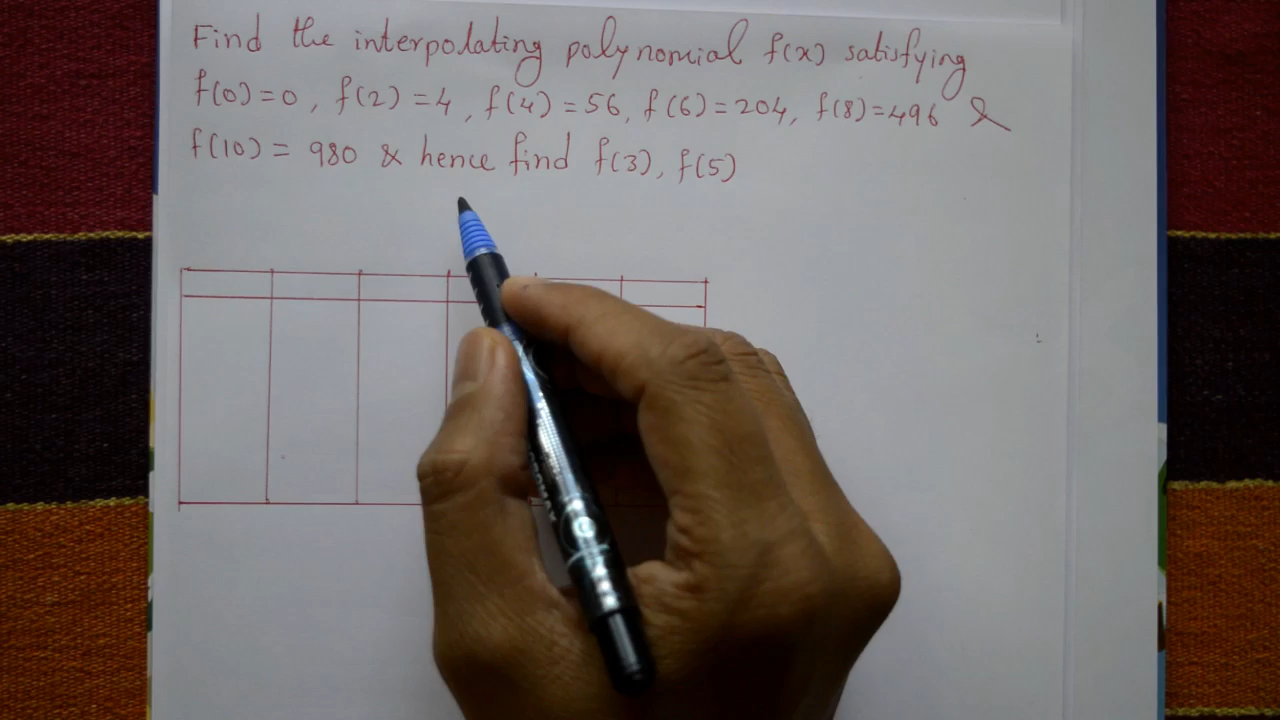 Find the interpolating polynomial f(x) satisfying
f(0)=0, f(2)=4, f(4)=56, f(6)=204, f(8)=496 &
f(10)= 980 & hence find f(3), f(5)